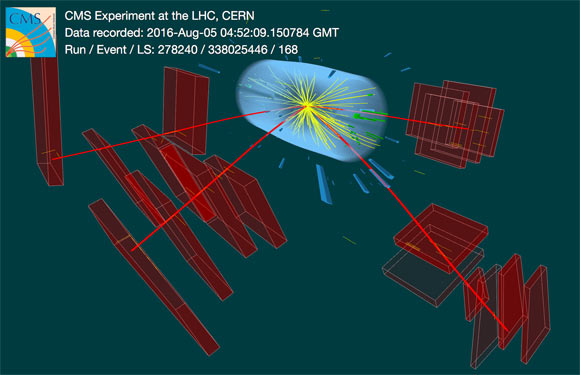 CMS
CMS Experiment at the LHC, CERN
Data recorded: 2016-Aug-05 04:52:09.150784 GMT
Run / Event / LS: 278240 / 338025446 / 168